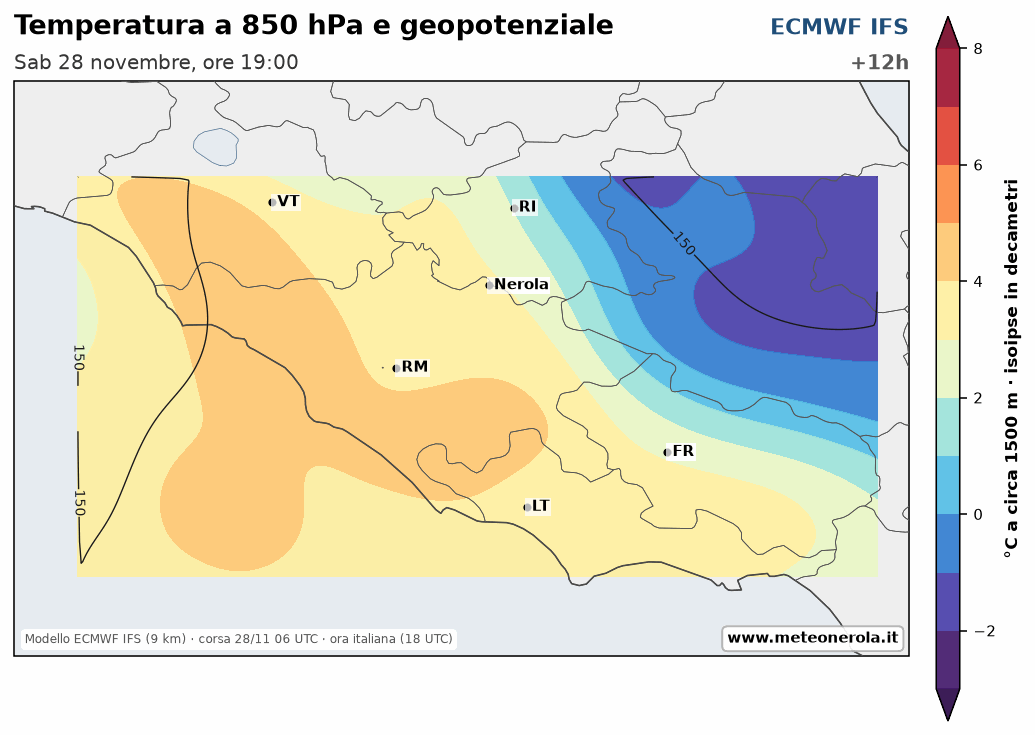 Temperatura a 850 hPa e geopotenziale
ECMWF IFS
Sab 28 novembre, ore 19:00
+12h
8
6
4
2
0
−2
°C a circa 1500 m · isoipse in decametri
VT
RI
150
Nerola
150
RM
FR
150
LT
Modello ECMWF IFS (9 km) · corsa 28/11 06 UTC · ora italiana (18 UTC)
www.meteonerola.it